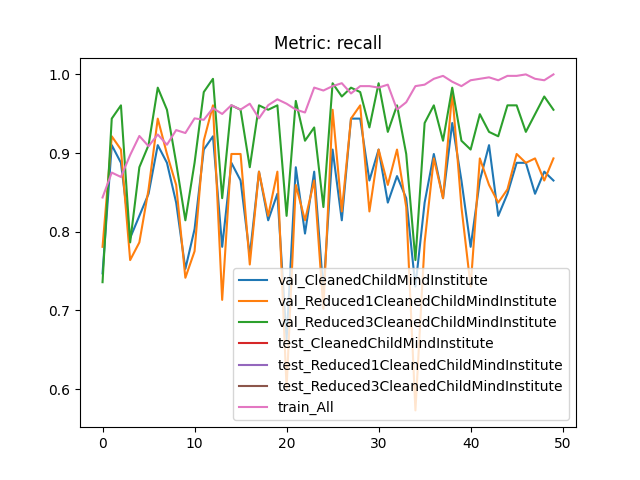 Metric: recall
1.0
0.9
0.8
0.7
0.6
0
10
20
30
40
50
val_CleanedChildMindInstitute
val_Reduced1CleanedChildMindInstitute
val_Reduced3CleanedChildMindInstitute
test_CleanedChildMindInstitute
test_Reduced1CleanedChildMindInstitute
test_Reduced3CleanedChildMindInstitute
train_All